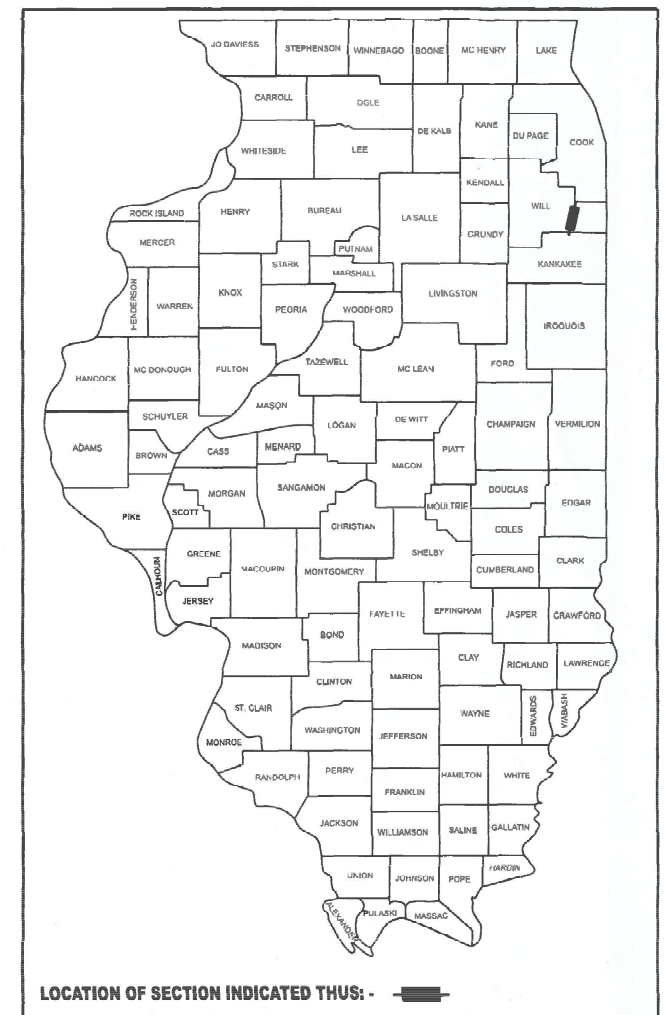 JO DAVIESS STEPHENSON WINNEBAGO BOONE MC HENRY LAKE
CARROLL OGLE DE KALB KANE DU PAGE COOK
WHITESIDE LEE KENDALL
ROCK ISLAND HENRY BUREAU LA SALLE WILL
MERCER PUTNAM GRUNDY
STARK MARSHALL KANKAKEE
HENDERSON WARREN KNOX PEORIA WOODFORD LIVINGSTON IROQUOIS
HANCOCK MC DONOUGH FULTON TAZEWELL MC LEAN FORD
SCHUYLER MASON LOGAN DE WITT CHAMPAIGN VERMILION
ADAMS BROWN CASS MENARD MACON PIATT
PIKE SCOTT MORGAN SANGAMON MOULTRIE DOUGLAS EDGAR
CHRISTIAN COLES
CALHOUN GREENE MACOUPIN MONTGOMERY SHELBY CUMBERLAND CLARK
JERSEY FAYETTE EFFINGHAM JASPER CRAWFORD
MADISON BOND
CLINTON MARION CLAY RICHLAND LAWRENCE
ST. CLAIR WASHINGTON JEFFERSON WAYNE EDWARDS WABASH
MONROE
RANDOLPH PERRY HAMILTON WHITE
FRANKLIN
JACKSON WILLIAMSON SALINE GALLATIN
UNION JOHNSON POPE HARDIN
ALEXANDER PULASKI MASSAC
LOCATION OF SECTION INDICATED THUS: -